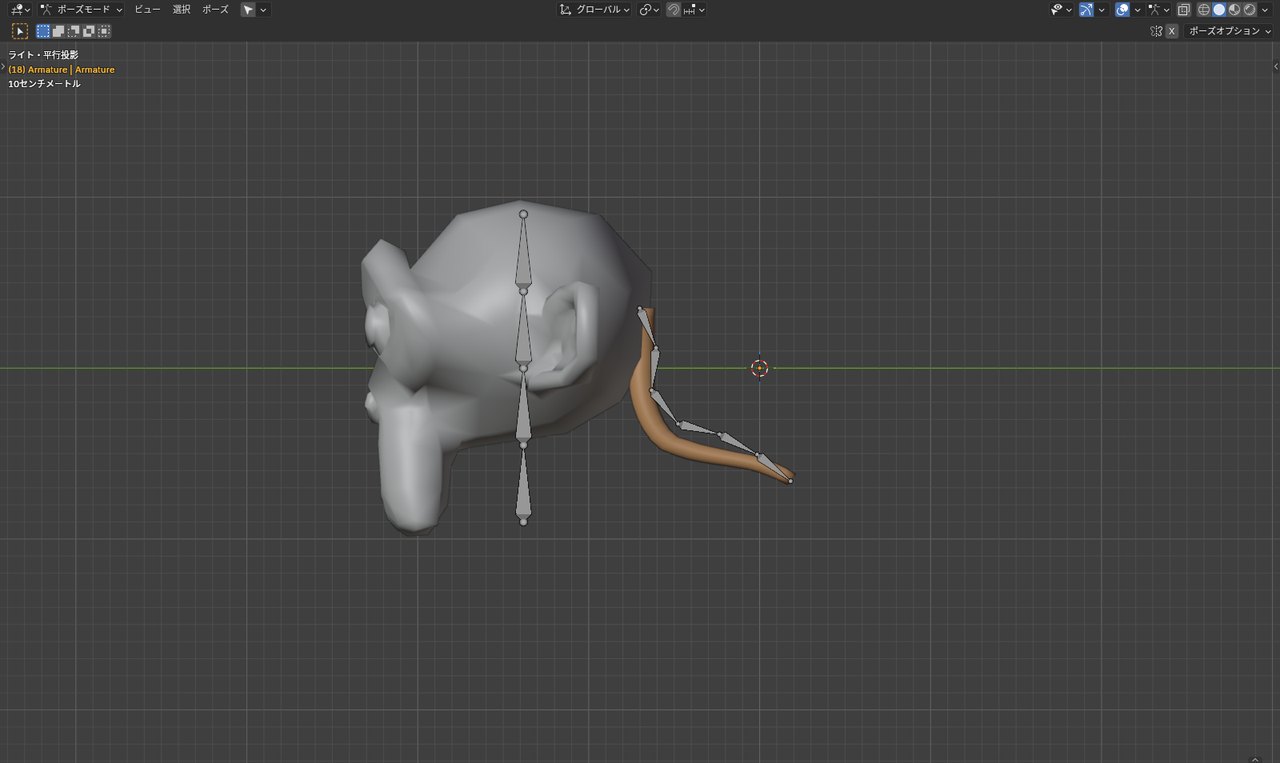 ポーズモード ビュー 選択 ポーズ グローバル
X ポーズオプション
ライト・平行投影
(18) Armature | Armature
10センチメートル